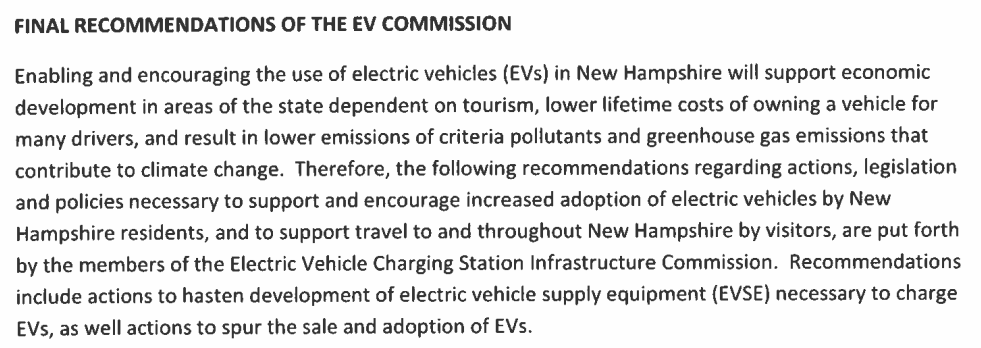 FINAL RECOMMENDATIONS OF THE EV COMMISSION
Enabling and encouraging the use of electric vehicles (EVs) in New Hampshire will support economic
development in areas of the state dependent on tourism, lower lifetime costs of owning a vehicle for
many drivers, and result in lower emissions of criteria pollutants and greenhouse gas emissions that
contribute to climate change.  Therefore, the following recommendations regarding actions, legislation
and policies necessary to support and encourage increased adoption of electric vehicles by New
Hampshire residents, and to support travel to and throughout New Hampshire by visitors, are put forth
by the members of the Electric Vehicle Charging Station Infrastructure Commission.  Recommendations
include actions to hasten development of electric vehicle supply equipment (EVSE) necessary to charge
EVs, as well actions to spur the sale and adoption of EVs.